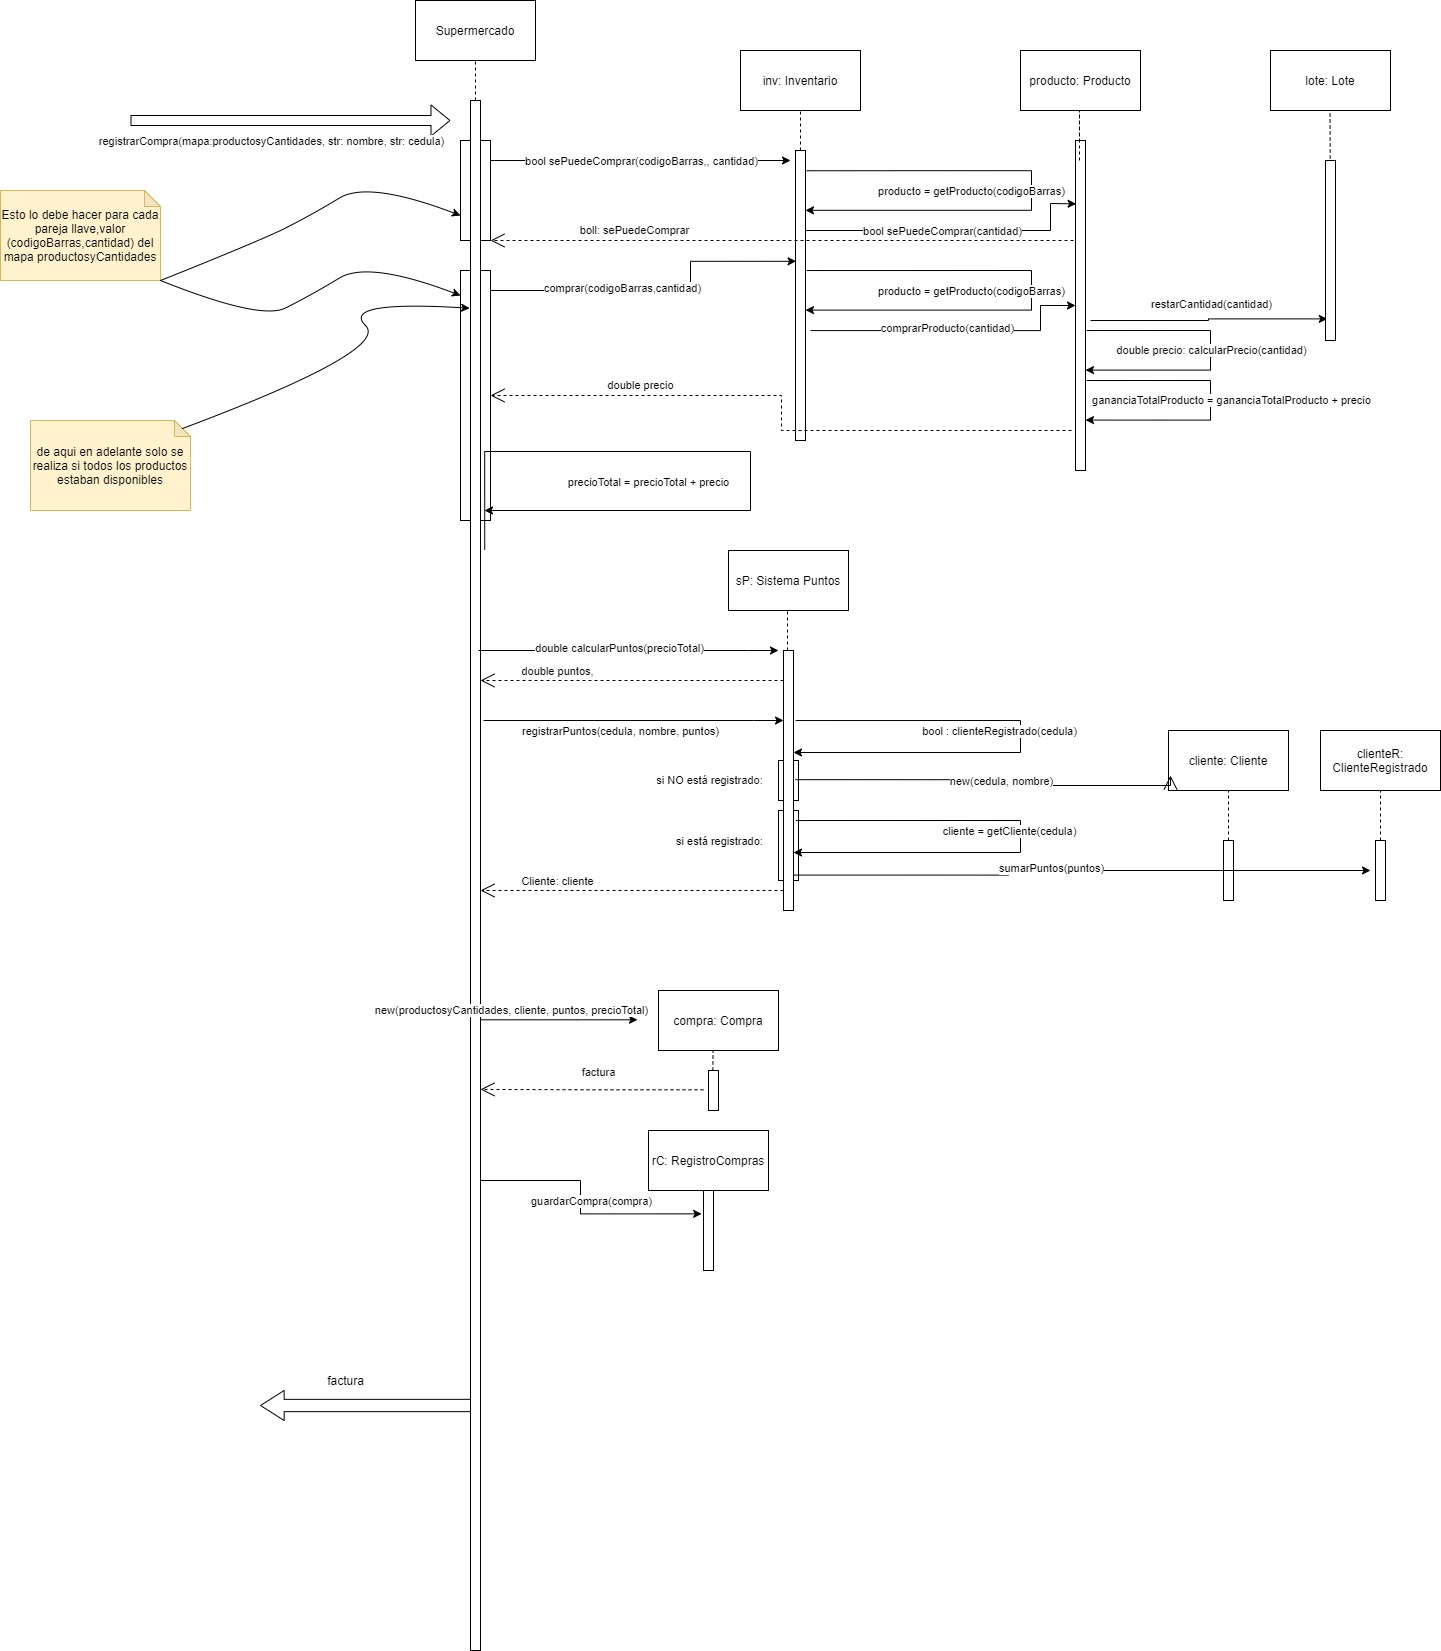 Supermercado
inv: Inventario
producto: Producto
lote: Lote
registrarCompra(mapa:productosyCantidades, str: nombre, str: cedula)
bool sePuedeComprar(codigoBarras,, cantidad)
producto = getProducto(codigoBarras)
Esto lo debe hacer para cada
pareja llave,valor
(codigoBarras,cantidad) del
mapa productosyCantidades
boll: sePuedeComprar
bool sePuedeComprar(cantidad)
comprar(codigoBarras,cantidad)
producto = getProducto(codigoBarras)
restarCantidad(cantidad)
comprarProducto(cantidad)
double precio: calcularPrecio(cantidad)
double precio
gananciaTotalProducto = gananciaTotalProducto + precio
de aqui en adelante solo se
realiza si todos los productos
estaban disponibles
precioTotal = precioTotal + precio
sP: Sistema Puntos
double calcularPuntos(precioTotal)
double puntos,
registrarPuntos(cedula, nombre, puntos)
bool : clienteRegistrado(cedula)
cliente: Cliente
clienteR:
ClienteRegistrado
si NO está registrado:
new(cedula, nombre)
si está registrado:
cliente = getCliente(cedula)
sumarPuntos(puntos)
Cliente: cliente
new(productosyCantidades, cliente, puntos, precioTotal)
compra: Compra
factura
rC: RegistroCompras
guardarCompra(compra)
factura